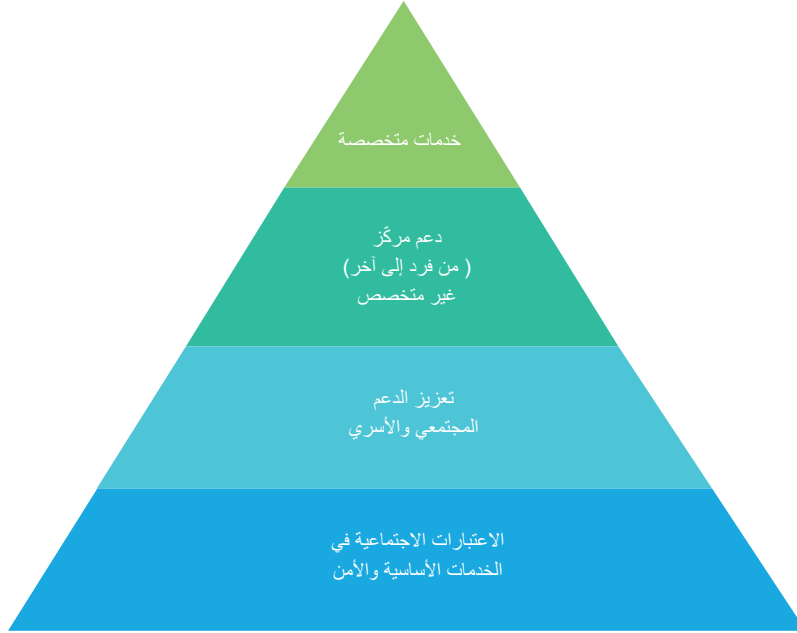 خدمات متخصصة
دعم مركّز
(من فرد إلى آخر )
غير متخصص
تعزيز الدعم
المجتمعي والأسري
الاعتبارات الاجتماعية في
الخدمات الأساسية والأمن